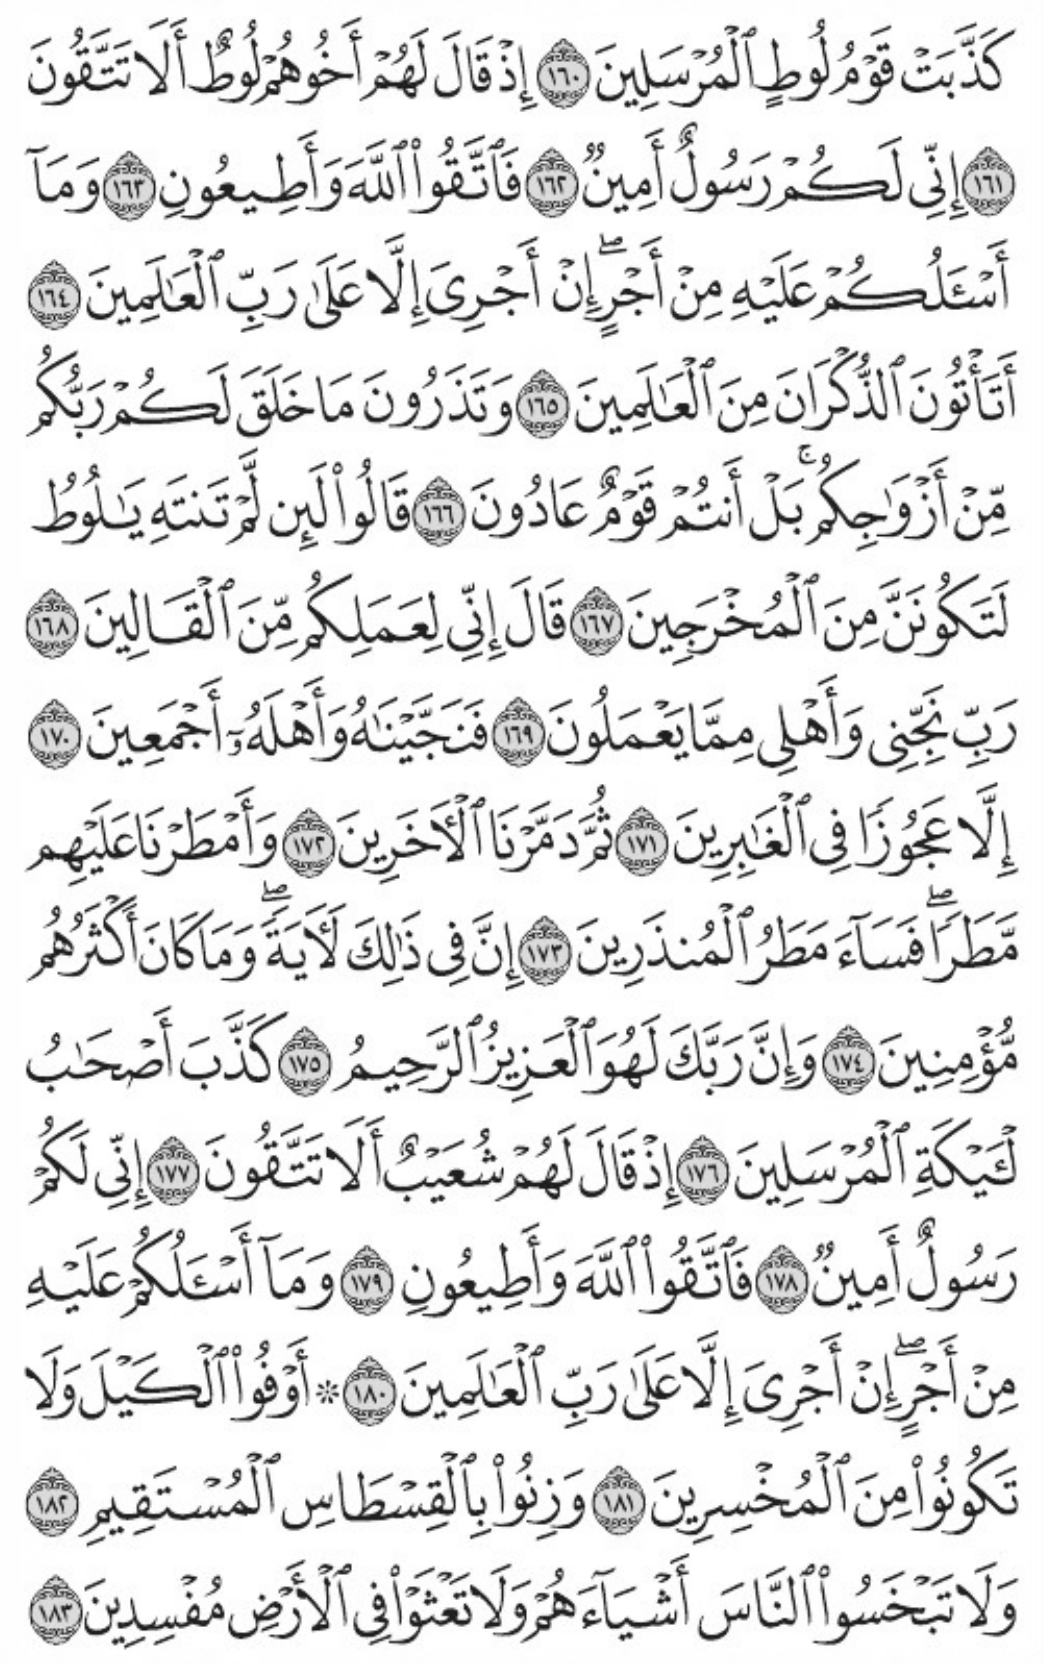 كَذَّبَتْ قَوْمُ لُوطٍ ٱلْمُرْسَلِينَ ١٦٠ إِذْ قَالَ لَهُمْ أَخُوهُمْ لُوطٌ أَلَا تَتَّقُونَ
١٦١ إِنِّى لَكُمْ رَسُولٌ أَمِينٌ ١٦٢ فَٱتَّقُوا۟ ٱللَّهَ وَأَطِيعُونِ ١٦٣ وَمَآ
أَسْـَٔلُكُمْ عَلَيْهِ مِنْ أَجْرٍ ۖ إِنْ أَجْرِىَ إِلَّا عَلَىٰ رَبِّ ٱلْعَـٰلَمِينَ ١٦٤
أَتَأْتُونَ ٱلذُّكْرَانَ مِنَ ٱلْعَـٰلَمِينَ ١٦٥ وَتَذَرُونَ مَا خَلَقَ لَكُمْ رَبُّكُم
مِّنْ أَزْوَٰجِكُم ۚ بَلْ أَنتُمْ قَوْمٌ عَادُونَ ١٦٦ قَالُوا۟ لَئِن لَّمْ تَنتَهِ يَـٰلُوطُ
لَتَكُونَنَّ مِنَ ٱلْمُخْرَجِينَ ١٦٧ قَالَ إِنِّى لِعَمَلِكُم مِّنَ ٱلْقَالِينَ ١٦٨
رَبِّ نَجِّنِى وَأَهْلِى مِمَّا يَعْمَلُونَ ١٦٩ فَنَجَّيْنَـٰهُ وَأَهْلَهُۥٓ أَجْمَعِينَ ١٧٠
إِلَّا عَجُوزًا فِى ٱلْغَـٰبِرِينَ ١٧١ ثُمَّ دَمَّرْنَا ٱلْـَٔاخَرِينَ ١٧٢ وَأَمْطَرْنَا عَلَيْهِم
مَّطَرًا ۖ فَسَآءَ مَطَرُ ٱلْمُنذَرِينَ ١٧٣ إِنَّ فِى ذَٰلِكَ لَـَٔايَةً ۖ وَمَا كَانَ أَكْثَرُهُم
مُّؤْمِنِينَ ١٧٤ وَإِنَّ رَبَّكَ لَهُوَ ٱلْعَزِيزُ ٱلرَّحِيمُ ١٧٥ كَذَّبَ أَصْحَـٰبُ
لْـَٔيْكَةِ ٱلْمُرْسَلِينَ ١٧٦ إِذْ قَالَ لَهُمْ شُعَيْبٌ أَلَا تَتَّقُونَ ١٧٧ إِنِّى لَكُمْ
رَسُولٌ أَمِينٌ ١٧٨ فَٱتَّقُوا۟ ٱللَّهَ وَأَطِيعُونِ ١٧٩ وَمَآ أَسْـَٔلُكُمْ عَلَيْهِ
مِنْ أَجْرٍ ۖ إِنْ أَجْرِىَ إِلَّا عَلَىٰ رَبِّ ٱلْعَـٰلَمِينَ ١٨٠ * أَوْفُوا۟ ٱلْكَيْلَ وَلَا
تَكُونُوا۟ مِنَ ٱلْمُخْسِرِينَ ١٨١ وَزِنُوا۟ بِٱلْقِسْطَاسِ ٱلْمُسْتَقِيمِ ١٨٢
وَلَا تَبْخَسُوا۟ ٱلنَّاسَ أَشْيَآءَهُمْ وَلَا تَعْثَوْا۟ فِى ٱلْأَرْضِ مُفْسِدِينَ ١٨٣